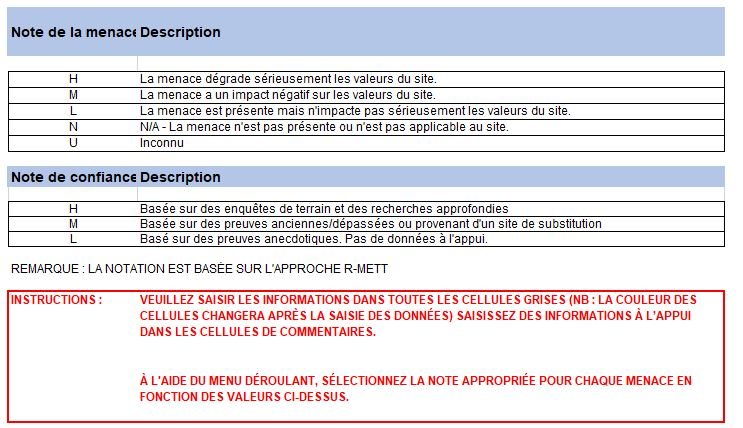 Note de la menace Description
H La menace dégrade sérieusement les valeurs du site.
M La menace a un impact négatif sur les valeurs du site.
L La menace est présente mais n'impacte pas sérieusement les valeurs du site.
N N/A - La menace n'est pas présente ou n'est pas applicable au site.
U Inconnu
Note de confiance Description
H Basée sur des enquêtes de terrain et des recherches approfondies
M Basée sur des preuves anciennes/dépassées ou provenant d'un site de substitution
L Basé sur des preuves anecdotiques. Pas de données à l'appui.
REMARQUE : LA NOTATION EST BASÉE SUR L'APPROCHE R-METT
INSTRUCTIONS : VEUILLEZ SAISIR LES INFORMATIONS DANS TOUTES LES CELLULES GRISES (NB : LA COULEUR DES
CELLULES CHANGERA APRÈS LA SAISIE DES DONNÉES) SAISISSEZ DES INFORMATIONS À L'APPUI
DANS LES CELLULES DE COMMENTAIRES.
À L'AIDE DU MENU DÉROULANT, SÉLECTIONNEZ LA NOTE APPROPRIÉE POUR CHAQUE MENACE EN
FONCTION DES VALEURS CI-DESSUS.